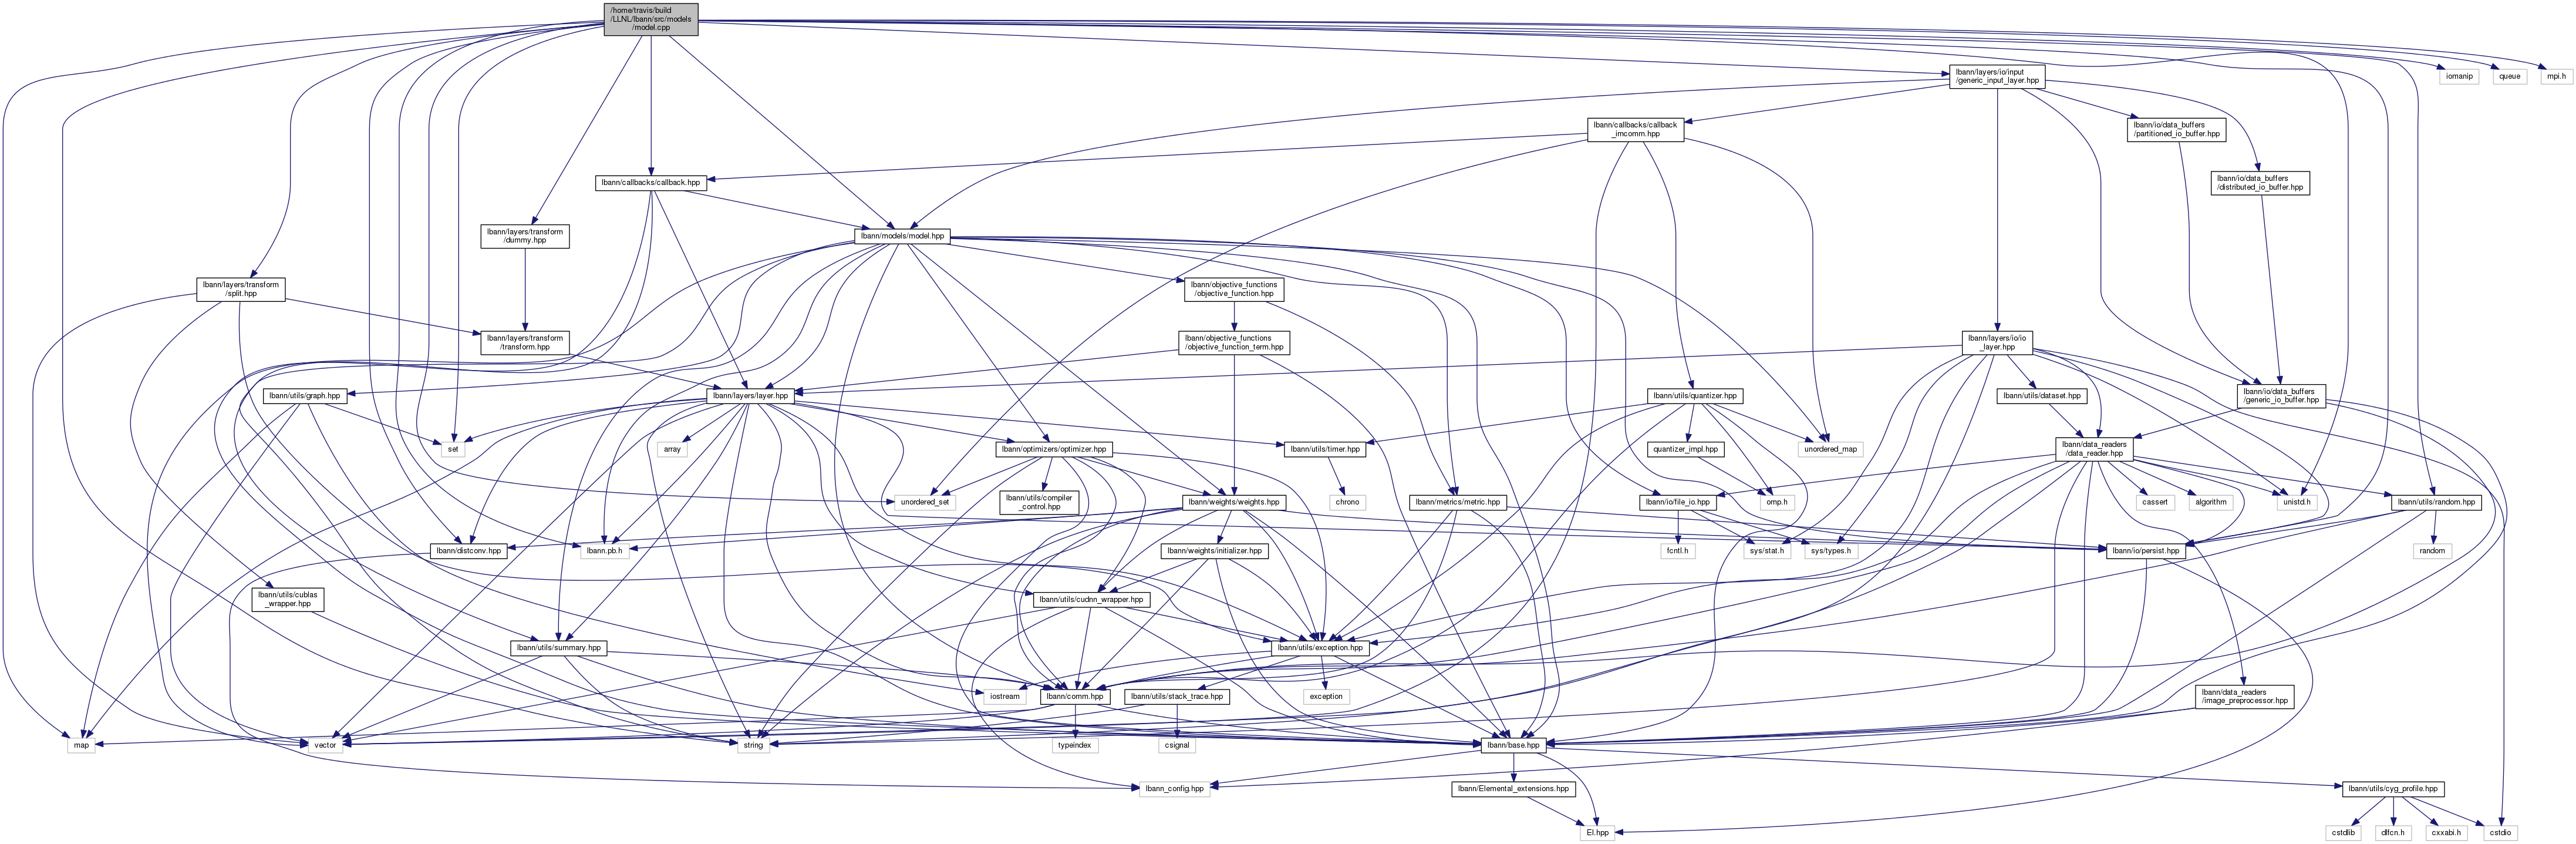 /home/travis/build
/LLNL/lbann/src/models
/model.cpp
lbann/layers/io/input
/generic_input_layer.hpp
iomanip
queue
mpi.h
lbann/callbacks/callback
_imcomm.hpp
lbann/io/data_buffers
/partitioned_io_buffer.hpp
lbann/callbacks/callback.hpp
lbann/io/data_buffers
/distributed_io_buffer.hpp
lbann/layers/transform
/dummy.hpp
lbann/models/model.hpp
lbann/layers/transform
/split.hpp
lbann/objective_functions
/objective_function.hpp
lbann/layers/transform
/transform.hpp
lbann/objective_functions
/objective_function_term.hpp
lbann/layers/io/io
_layer.hpp
lbann/utils/graph.hpp
lbann/layers/layer.hpp
lbann/utils/quantizer.hpp
lbann/utils/dataset.hpp
lbann/io/data_buffers
/generic_io_buffer.hpp
set
array
lbann/optimizers/optimizer.hpp
lbann/utils/timer.hpp
quantizer_impl.hpp
unordered_map
lbann/data_readers
/data_reader.hpp
unordered_set
lbann/utils/compiler
_control.hpp
lbann/weights/weights.hpp
chrono
lbann/metrics/metric.hpp
lbann/io/file_io.hpp
omp.h
cassert
algorithm
unistd.h
lbann/utils/random.hpp
lbann/distconv.hpp
lbann.pb.h
lbann/weights/initializer.hpp
fcntl.h
sys/stat.h
sys/types.h
lbann/io/persist.hpp
random
lbann/utils/cublas
_wrapper.hpp
lbann/utils/cudnn_wrapper.hpp
lbann/utils/summary.hpp
lbann/utils/exception.hpp
iostream
lbann/comm.hpp
lbann/utils/stack_trace.hpp
exception
lbann/data_readers
/image_preprocessor.hpp
map
vector
string
typeindex
csignal
lbann/base.hpp
lbann_config.hpp
lbann/Elemental_extensions.hpp
lbann/utils/cyg_profile.hpp
El.hpp
cstdlib
dlfcn.h
cxxabi.h
cstdio